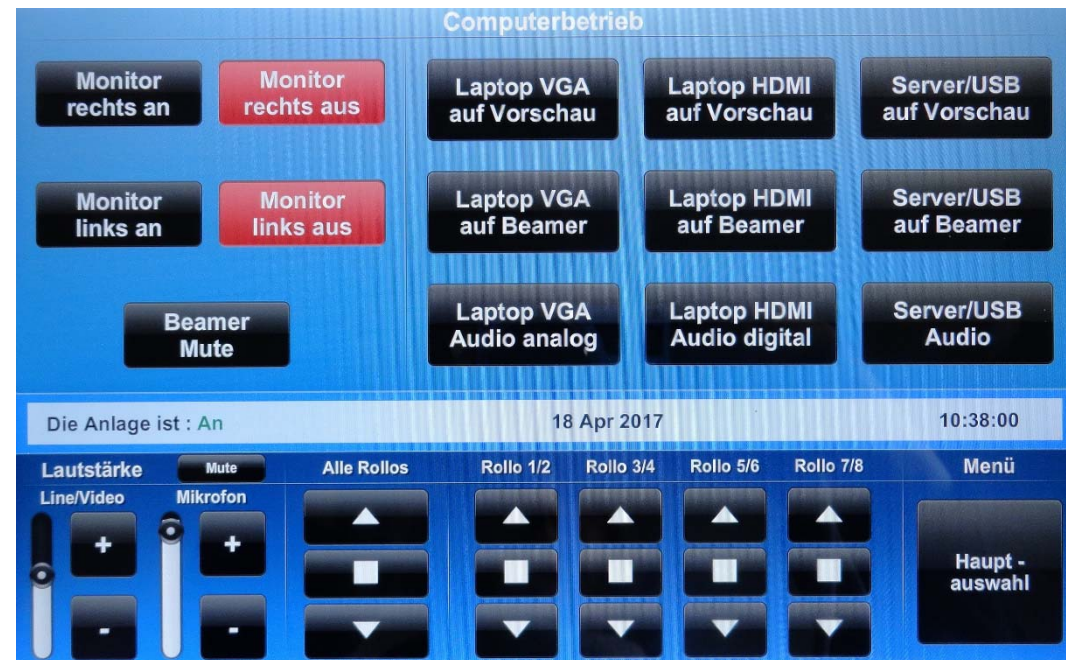 Computerbetrieb
Monitor
rechts an
Monitor
rechts aus
Laptop VGA
auf Vorschau
Laptop HDMI
auf Vorschau
Server/USB
auf Vorschau
Monitor
links an
Monitor
links aus
Laptop VGA
auf Beamer
Laptop HDMI
auf Beamer
Server/USB
auf Beamer
Beamer
Mute
Laptop VGA
Audio analog
Laptop HDMI
Audio digital
Server/USB
Audio
Die Anlage ist : An
18 Apr 2017
10:38:00
Lautstärke
Mute
Alle Rollos
Rollo 1/2
Rollo 3/4
Rollo 5/6
Rollo 7/8
Menü
Line/Video
Mikrofon
+
+
-
-
Haupt -
auswahl